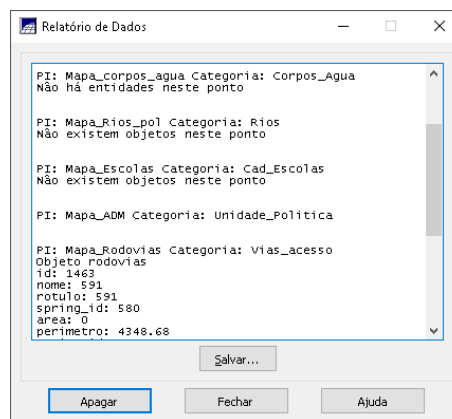 Relatório de Dados
PI: Mapa_corpos_agua Categoria: Corpos_Agua
Não há entidades neste ponto
PI: Mapa_Rios_pol Categoria: Rios
Não existem objetos neste ponto
PI: Mapa_Escolas Categoria: Cad_Escolas
Não existem objetos neste ponto
PI: Mapa_ADM Categoria: Unidade_Politica
PI: Mapa_Rodovias Categoria: Vias_acesso
Objeto rodovias
id: 1463
nome: 591
rotulo: 591
spring_id: 580
area: 0
perimetro: 4348.68
Salvar...
Apagar Fechar Ajuda